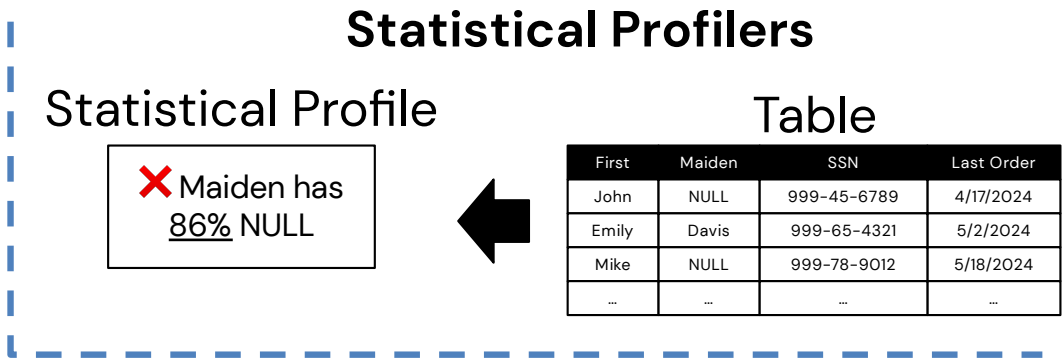 Statistical Profilers
Statistical Profile
❌ Maiden has
86% NULL
Table
First Maiden SSN Last Order
John NULL 999-45-6789 4/17/2024
Emily Davis 999-65-4321 5/2/2024
Mike NULL 999-78-9012 5/18/2024
... ... ... ...